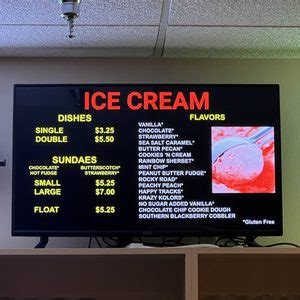 ICE CREAM
DISHES
SINGLE $3.25
DOUBLE $5.50
SUNDAES
CHOCOLATE* BUTTERSCOTCH*
HOT FUDGE STRAWBERRY*
SMALL $5.25
LARGE $7.00
FLOAT $5.25
FLAVORS
VANILLA*
CHOCOLATE*
STRAWBERRY*
SEA SALT CARAMEL*
BUTTER PECAN*
COOKIES 'N CREAM
RAINBOW SHERBET*
MINT CHIP*
PEANUT BUTTER FUDGE*
ROCKY ROAD*
PEACHY PEACH*
HAPPY TRACKS*
KRAZY KOLORS*
NO SUGAR ADDED VANILLA*
CHOCOLATE CHIP COOKIE DOUGH
SOUTHERN BLACKBERRY COBBLER
*Gluten Free